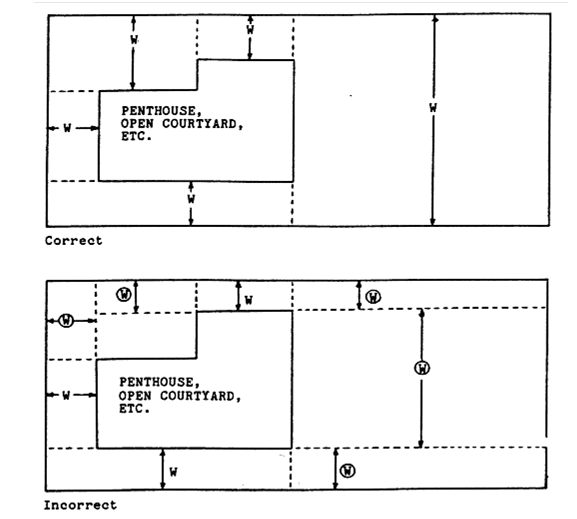 W
W
W
PENTHOUSE,
OPEN COURTYARD,
ETC.
W
W
Correct
W
W
W
W
W
PENTHOUSE,
OPEN COURTYARD,
ETC.
W
W
W
Incorrect